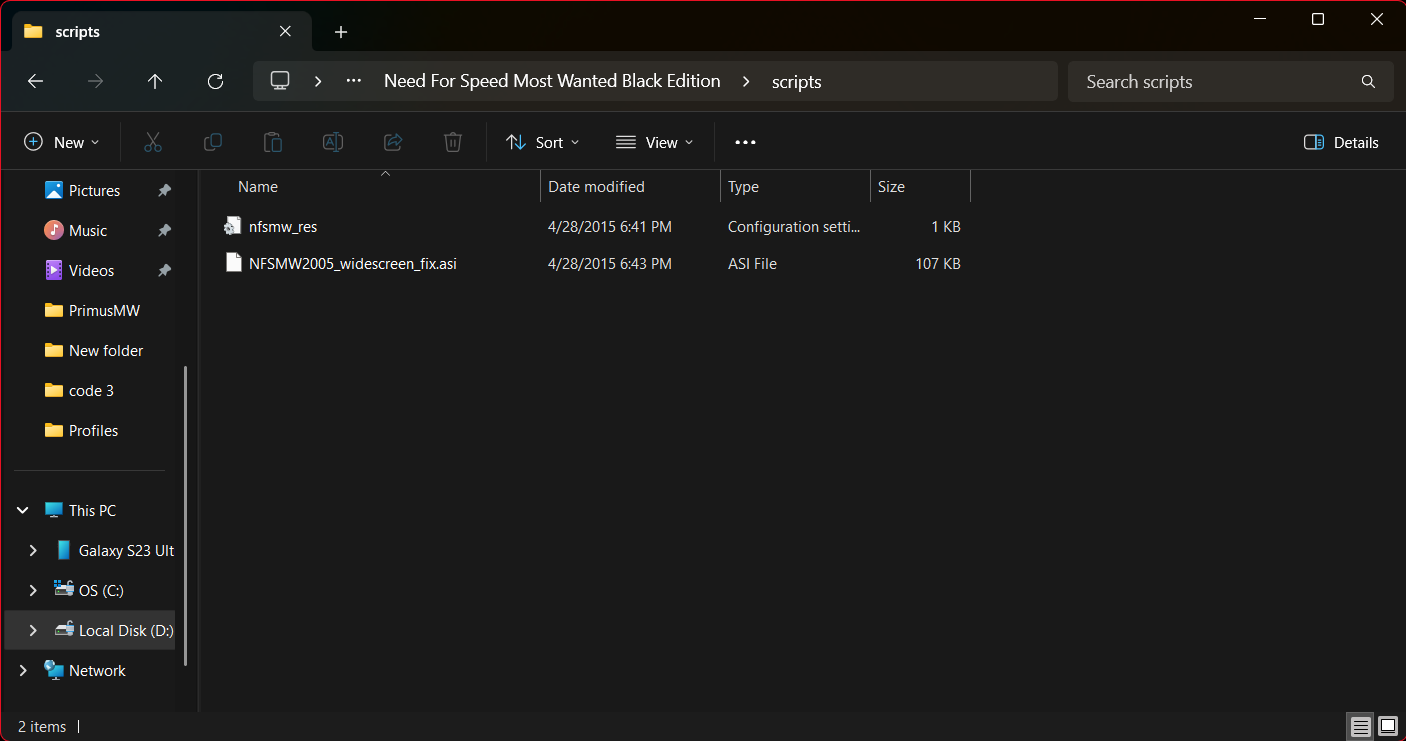 scripts
Need For Speed Most Wanted Black Edition
scripts
Search scripts
New
Sort
View
Details
Pictures
Music
Videos
PrimusMW
New folder
code 3
Profiles
This PC
Galaxy S23 Ult
OS (C:)
Local Disk (D:)
Network
Name Date modified Type Size
nfsmw_res 4/28/2015 6:41 PM Configuration setti... 1 KB
NFSMW2005_widescreen_fix.asi 4/28/2015 6:43 PM ASI File 107 KB
2 items